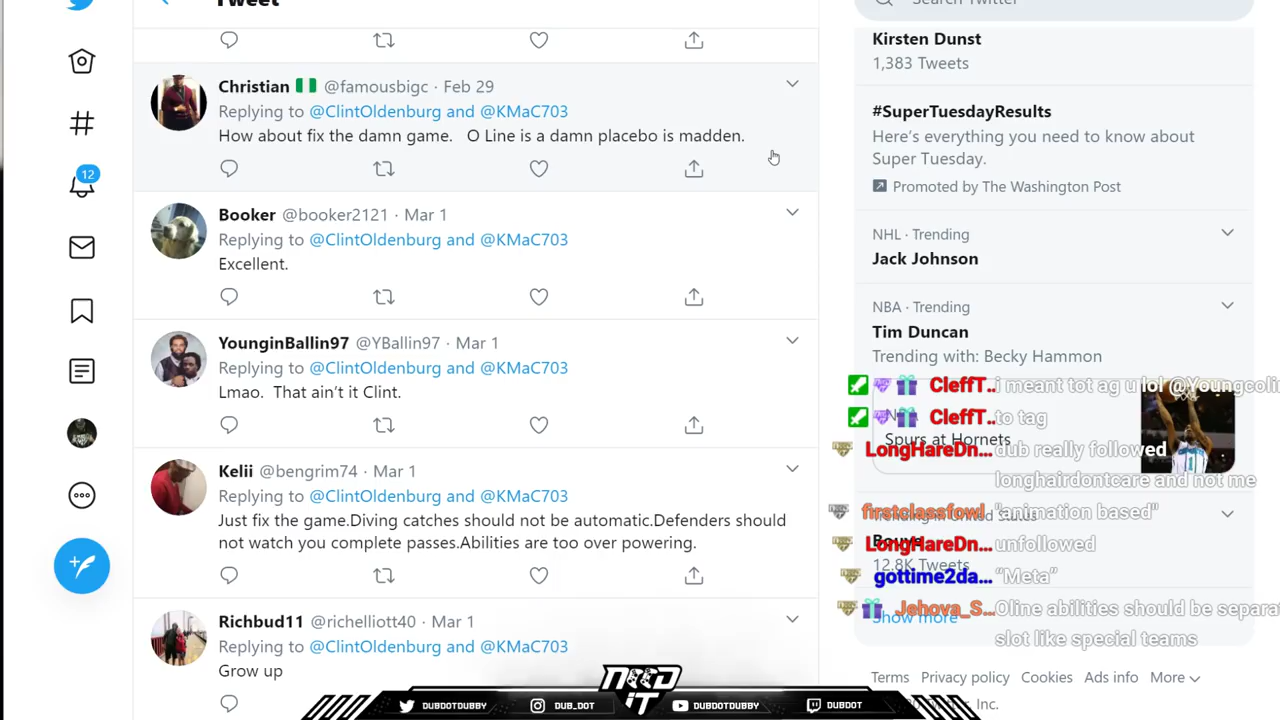 Tweet
Search Twitter
Christian @famousbigc · Feb 29
Replying to @ClintOldenburg and @KMaC703
How about fix the damn game. O Line is a damn placebo is madden.
12
Booker @booker2121 · Mar 1
Replying to @ClintOldenburg and @KMaC703
Excellent.
YounginBallin97 @YBallin97 · Mar 1
Replying to @ClintOldenburg and @KMaC703
Lmao. That ain’t it Clint.
Kelii @bengrim74 · Mar 1
Replying to @ClintOldenburg and @KMaC703
Just fix the game.Diving catches should not be automatic.Defenders should
not watch you complete passes.Abilities are too over powering.
Richbud11 @richelliott40 · Mar 1
Replying to @ClintOldenburg and @KMaC703
Grow up
Kirsten Dunst
1,383 Tweets
#SuperTuesdayResults
Here’s everything you need to know about
Super Tuesday.
Promoted by The Washington Post
NHL · Trending
Jack Johnson
NBA · Trending
Tim Duncan
Trending with: Becky Hammon
Spurs at Hornets
12.8K Tweets
Show more
CleffT.. i meant tot ag u lol @Youngcolin
CleffT.. to tag
LongHareDn... dub really followed
longhairdontcare and not me
firstclassfowl "animation based"
LongHareDn... unfollowed
gottime2da... “Meta”
Jehova_S... Oline abilities should be separat
slot like special teams
Terms Privacy policy Cookies Ads info More
Inc.
NEED
IT
DUBDOTDUBBY DUB_DOT DUBDOTDUBBY DUBDOT